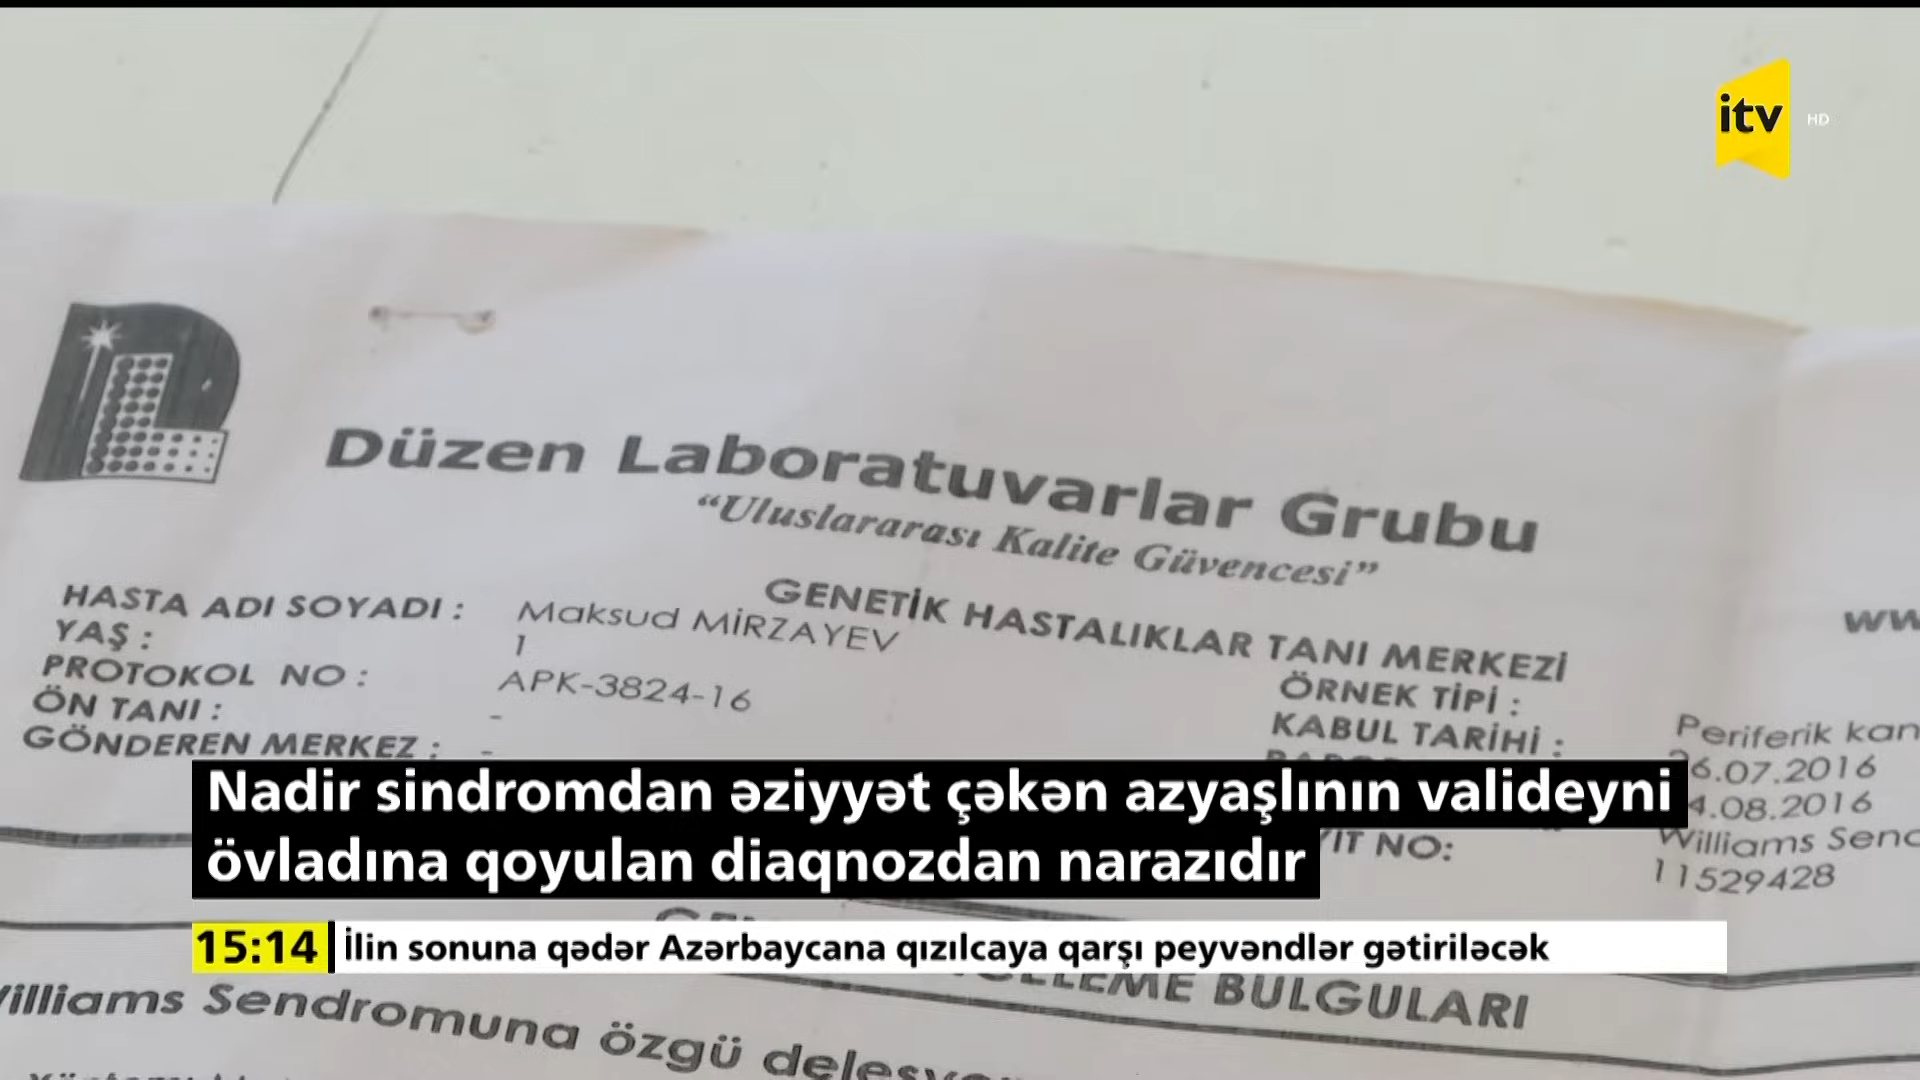 itv HD
Düzen Laboratuvarlar Grubu
“Uluslararası Kalite Güvencesi”
GENETİK HASTALIKLAR TANI MERKEZİ
HASTA ADI SOYADI : Maksud MİRZAYEV
YAŞ : 1
PROTOKOL NO : APK-3824-16
ÖN TANI : -
GÖNDEREN MERKEZ : -
ÖRNEK TİPİ : Periferik kan
KABUL TARİHİ : 26.07.2016
4.08.2016
Williams Send
NO: 11529428
Nadir sindromdan əziyyət çəkən azyaşlının valideyni
övladına qoyulan diaqnozdan narazıdır
15:14 İlin sonuna qədər Azərbaycana qızılcaya qarşı peyvəndlər gətiriləcək
BULGULARI
Williams Sendromuna özgü